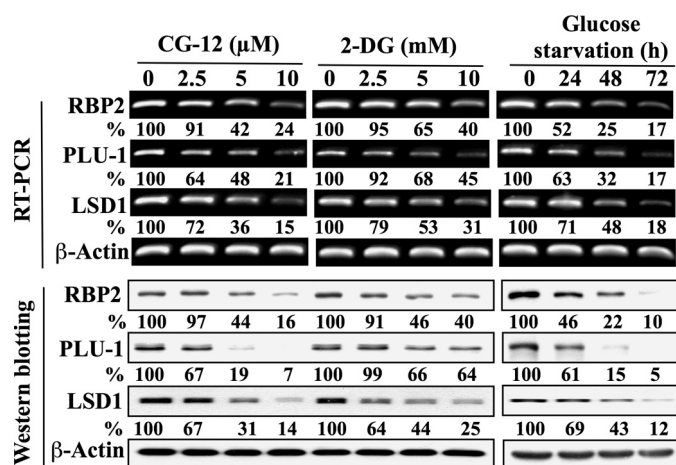 CG-12 (µM) 2-DG (mM) Glucose starvation (h)
0 2.5 5 10 0 2.5 5 10 0 24 48 72
RT-PCR
RBP2
% 100 91 42 24 100 95 65 40 100 52 25 17
PLU-1
% 100 64 48 21 100 92 68 45 100 63 32 17
LSD1
% 100 72 36 15 100 79 53 31 100 71 48 18
β-Actin
Western blotting
RBP2
% 100 97 44 16 100 91 46 40 100 46 22 10
PLU-1
% 100 67 19 7 100 99 66 64 100 61 15 5
LSD1
% 100 67 31 14 100 64 44 25 100 69 43 12
β-Actin